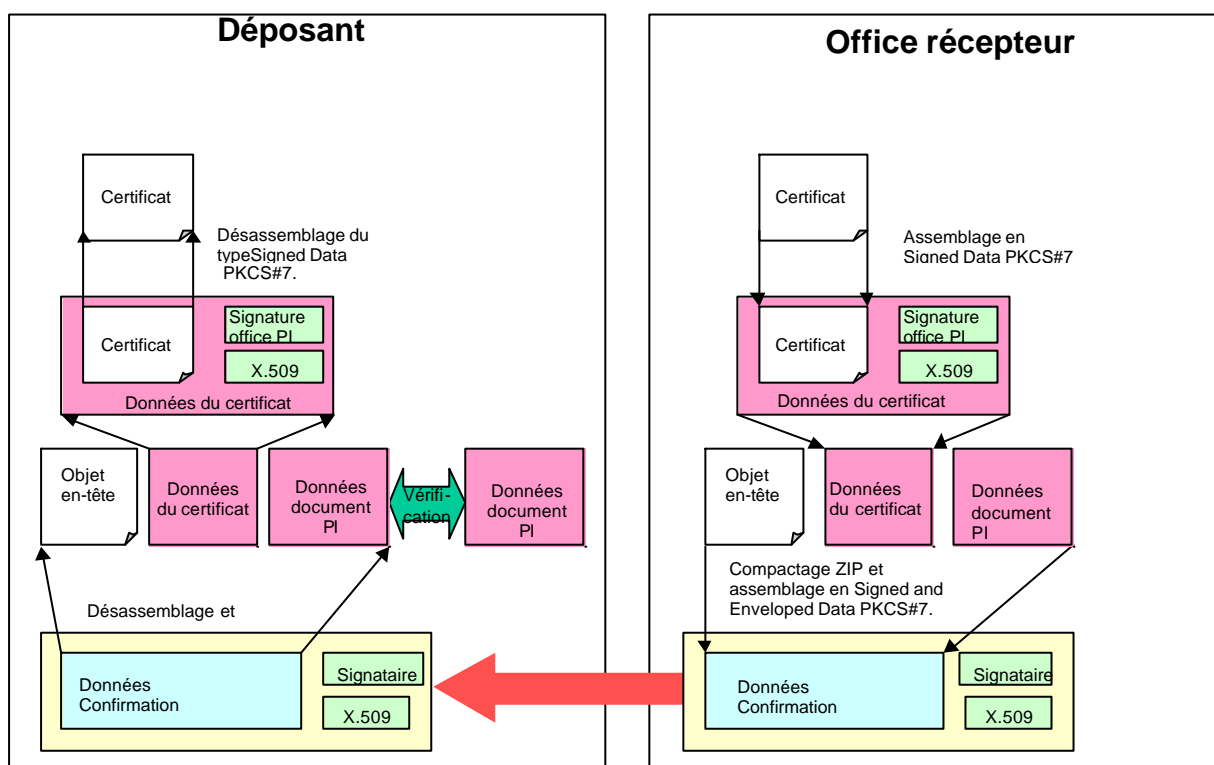 Déposant
Certificat
Désassemblage du
typeSigned Data
PKCS#7.
Certificat
Signature
office PI
X.509
Données du certificat
Objet
en-tête
Données
du certificat
Données
document
PI
Vérifi-
cation
Données
document
PI
Désassemblage et
Données
Confirmation
Signataire
X.509
Office récepteur
Certificat
Assemblage en
Signed Data PKCS#7
Certificat
Signature
office PI
X.509
Données du certificat
Objet
en-tête
Données
du certificat
Données
document
PI
Compactage ZIP et
assemblage en Signed and
Enveloped Data PKCS#7.
Données
Confirmation
Signataire
X.509